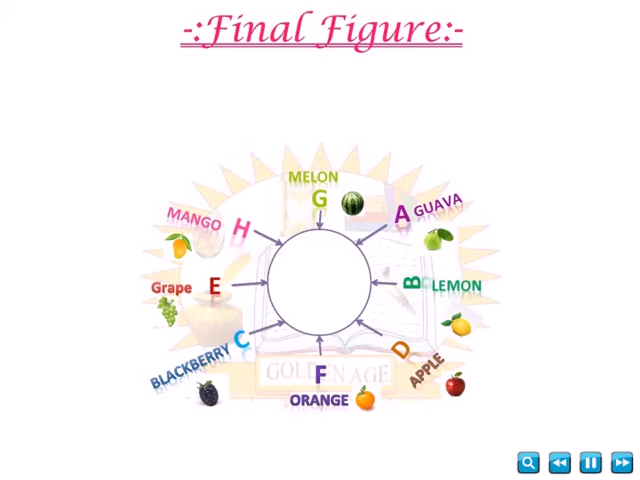 -:Final Figure:-
MELON
G
MANGO H
A GUAVA
Grape E
B LEMON
BLACKBERRY C
D
APPLE
F
ORANGE
GOLDEN AGE